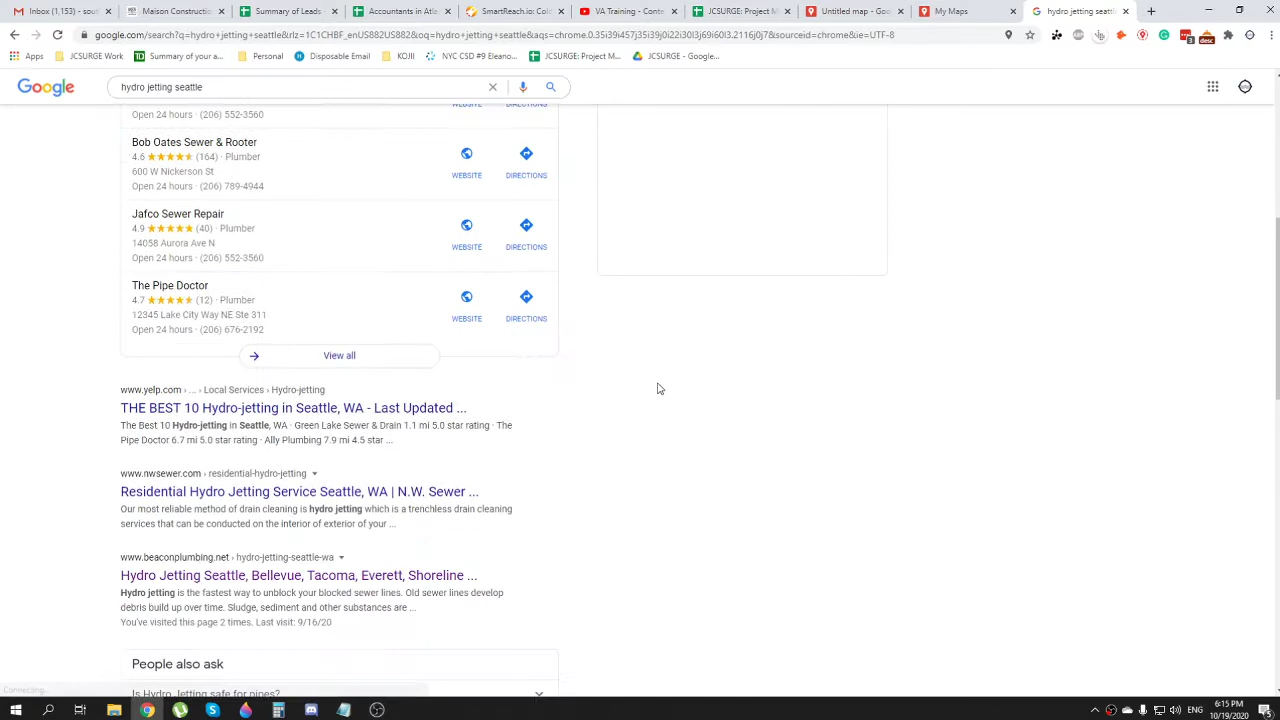 Inbox (1,153) - sout
Maison Constructio
Summary of Leads
Accountants in Atla
SmartReach.io: Colo
VA Training - Conte
JCSURGE: Project M
Untitled map - Goo
My Maps
hydro jetting seattle
google.com/search?q=hydro+jetting+seattle&rlz=1C1CHBF_enUS882US882&oq=hydro+jetting+seattle&aqs=chrome.0.35i39i457j35i39j0i22i30l3j69i60l3.2116j0j7&sourceid=chrome&ie=UTF-8
3
desc
Apps
JCSURGE Work
TD
Summary of your a...
Personal
Disposable Email
KOJII
NYC CSD #9 Eleano...
JCSURGE: Project M...
JCSURGE - Google...
Google
hydro jetting seattle
WEBSITE
DIRECTIONS
Open 24 hours · (206) 552-3560
Bob Oates Sewer & Rooter
4.6 (164) · Plumber
600 W Nickerson St
Open 24 hours · (206) 789-4944
WEBSITE
DIRECTIONS
Jafco Sewer Repair
4.9 (40) · Plumber
14058 Aurora Ave N
Open 24 hours · (206) 552-3560
WEBSITE
DIRECTIONS
The Pipe Doctor
4.7 (12) · Plumber
12345 Lake City Way NE Ste 311
Open 24 hours · (206) 676-2192
WEBSITE
DIRECTIONS
View all
www.yelp.com › ... › Local Services › Hydro-jetting
THE BEST 10 Hydro-jetting in Seattle, WA - Last Updated ...
The Best 10 Hydro-jetting in Seattle, WA · Green Lake Sewer & Drain 1.1 mi 5.0 star rating · The
Pipe Doctor 6.7 mi 5.0 star rating · Ally Plumbing 7.9 mi 4.5 star ...
www.nwsewer.com › residential-hydro-jetting
Residential Hydro Jetting Service Seattle, WA | N.W. Sewer ...
Our most reliable method of drain cleaning is hydro jetting which is a trenchless drain cleaning
services that can be conducted on the interior of exterior of your ...
www.beaconplumbing.net › hydro-jetting-seattle-wa
Hydro Jetting Seattle, Bellevue, Tacoma, Everett, Shoreline ...
Hydro jetting is the fastest way to unblock your blocked sewer lines. Old sewer lines develop
debris build up over time. Sludge, sediment and other substances are ...
You've visited this page 2 times. Last visit: 9/16/20
People also ask
Is Hydro Jetting safe for pipes?
Connecting...
ENG
6:15 PM
10/19/2020